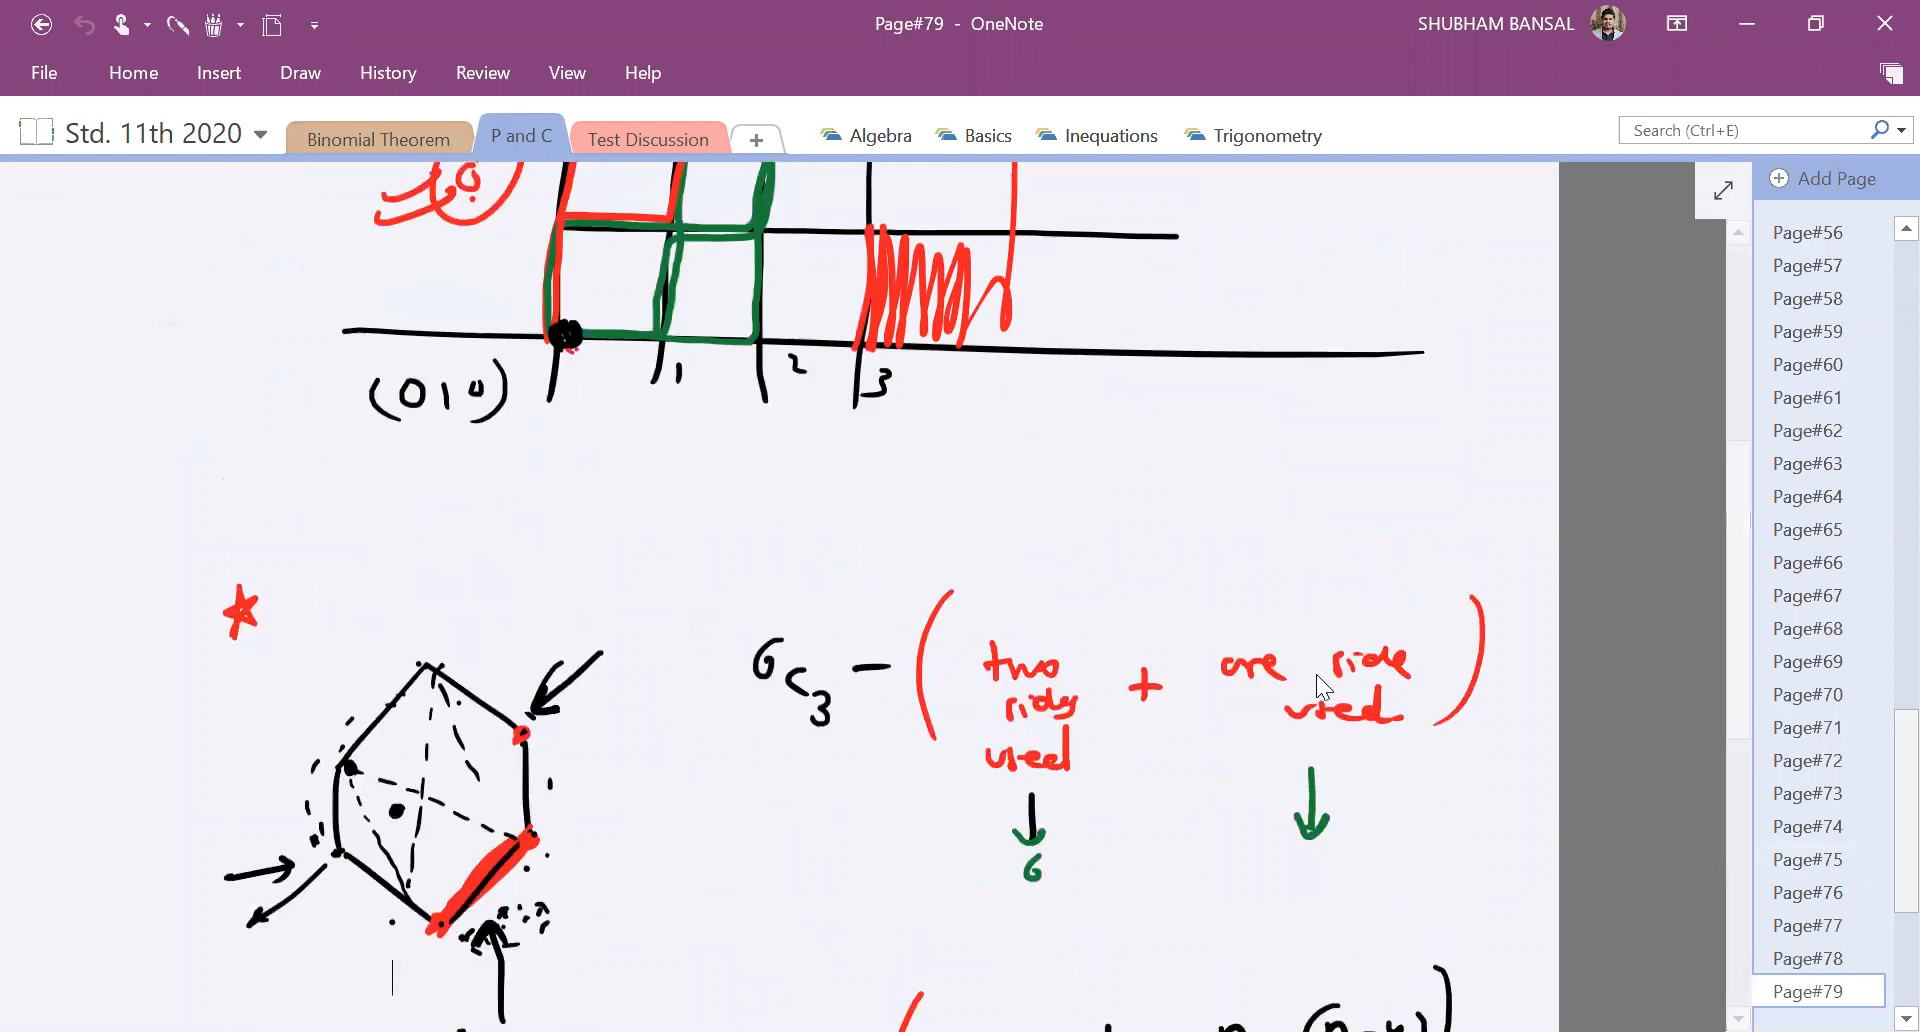 Page#79 - OneNote
SHUBHAM BANSAL
File Home Insert Draw History Review View Help
Std. 11th 2020
Binomial Theorem
P and C
Test Discussion
Algebra
Basics
Inequations
Trigonometry
Search (Ctrl+E)
Add Page
Page#56
Page#57
Page#58
Page#59
Page#60
Page#61
Page#62
Page#63
Page#64
Page#65
Page#66
Page#67
Page#68
Page#69
Page#70
Page#71
Page#72
Page#73
Page#74
Page#75
Page#76
Page#77
Page#78
Page#79
1 2 3
6C3 - ( two + one side )
sides used
used
6